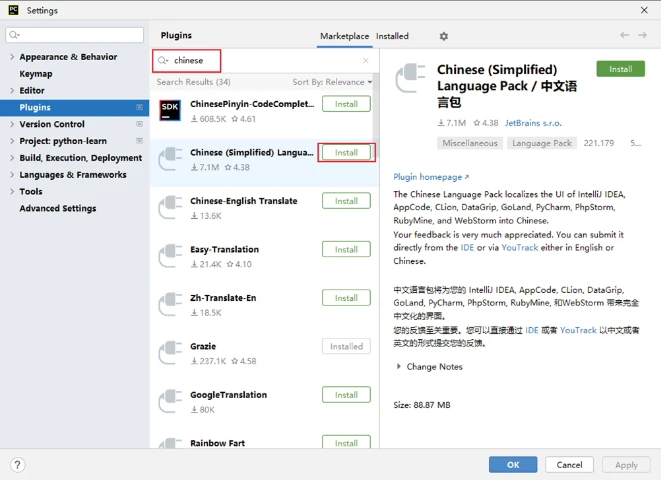 PC
Settings
Plugins
Marketplace
Installed
Appearance & Behavior
Keymap
Editor
Plugins
Version Control
Project: python-learn
Build, Execution, Deployment
Languages & Frameworks
Tools
Advanced Settings
chinese
Search Results (34)
Sort By: Relevance
SDK
ChinesePinyin-CodeComplet...
608.5K
4.61
Install
Chinese (Simplified) Langua...
7.1M
4.38
Install
Chinese-English Translate
13.6K
Install
Easy-Translation
21.4K
4.10
Install
Zh-Translate-En
18.5K
Install
Grazie
237.1K
4.58
Installed
GoogleTranslation
80K
Install
Rainbow Fart
Install
Chinese (Simplified)
Language Pack / 中文语
言包
Install
7.1M
4.38
JetBrains s.r.o.
Miscellaneous
Language Pack
221.179
5...
Plugin homepage
The Chinese Language Pack localizes the UI of IntelliJ IDEA,
AppCode, CLion, DataGrip, GoLand, PyCharm, PhpStorm,
RubyMine, and WebStorm into Chinese.
Your feedback is very much appreciated. You can submit it
directly from the IDE or via YouTrack either in English or
Chinese.
中文语言包将为您的 IntelliJ IDEA, AppCode, CLion, DataGrip,
GoLand, PyCharm, PhpStorm, RubyMine, 和WebStorm 带来完全
中文化的界面。
您的反馈至关重要。您可以直接通过 IDE 或者 YouTrack 以中文或者
英文的形式提交您的反馈。
Change Notes
Size: 88.87 MB
?
OK
Cancel
Apply